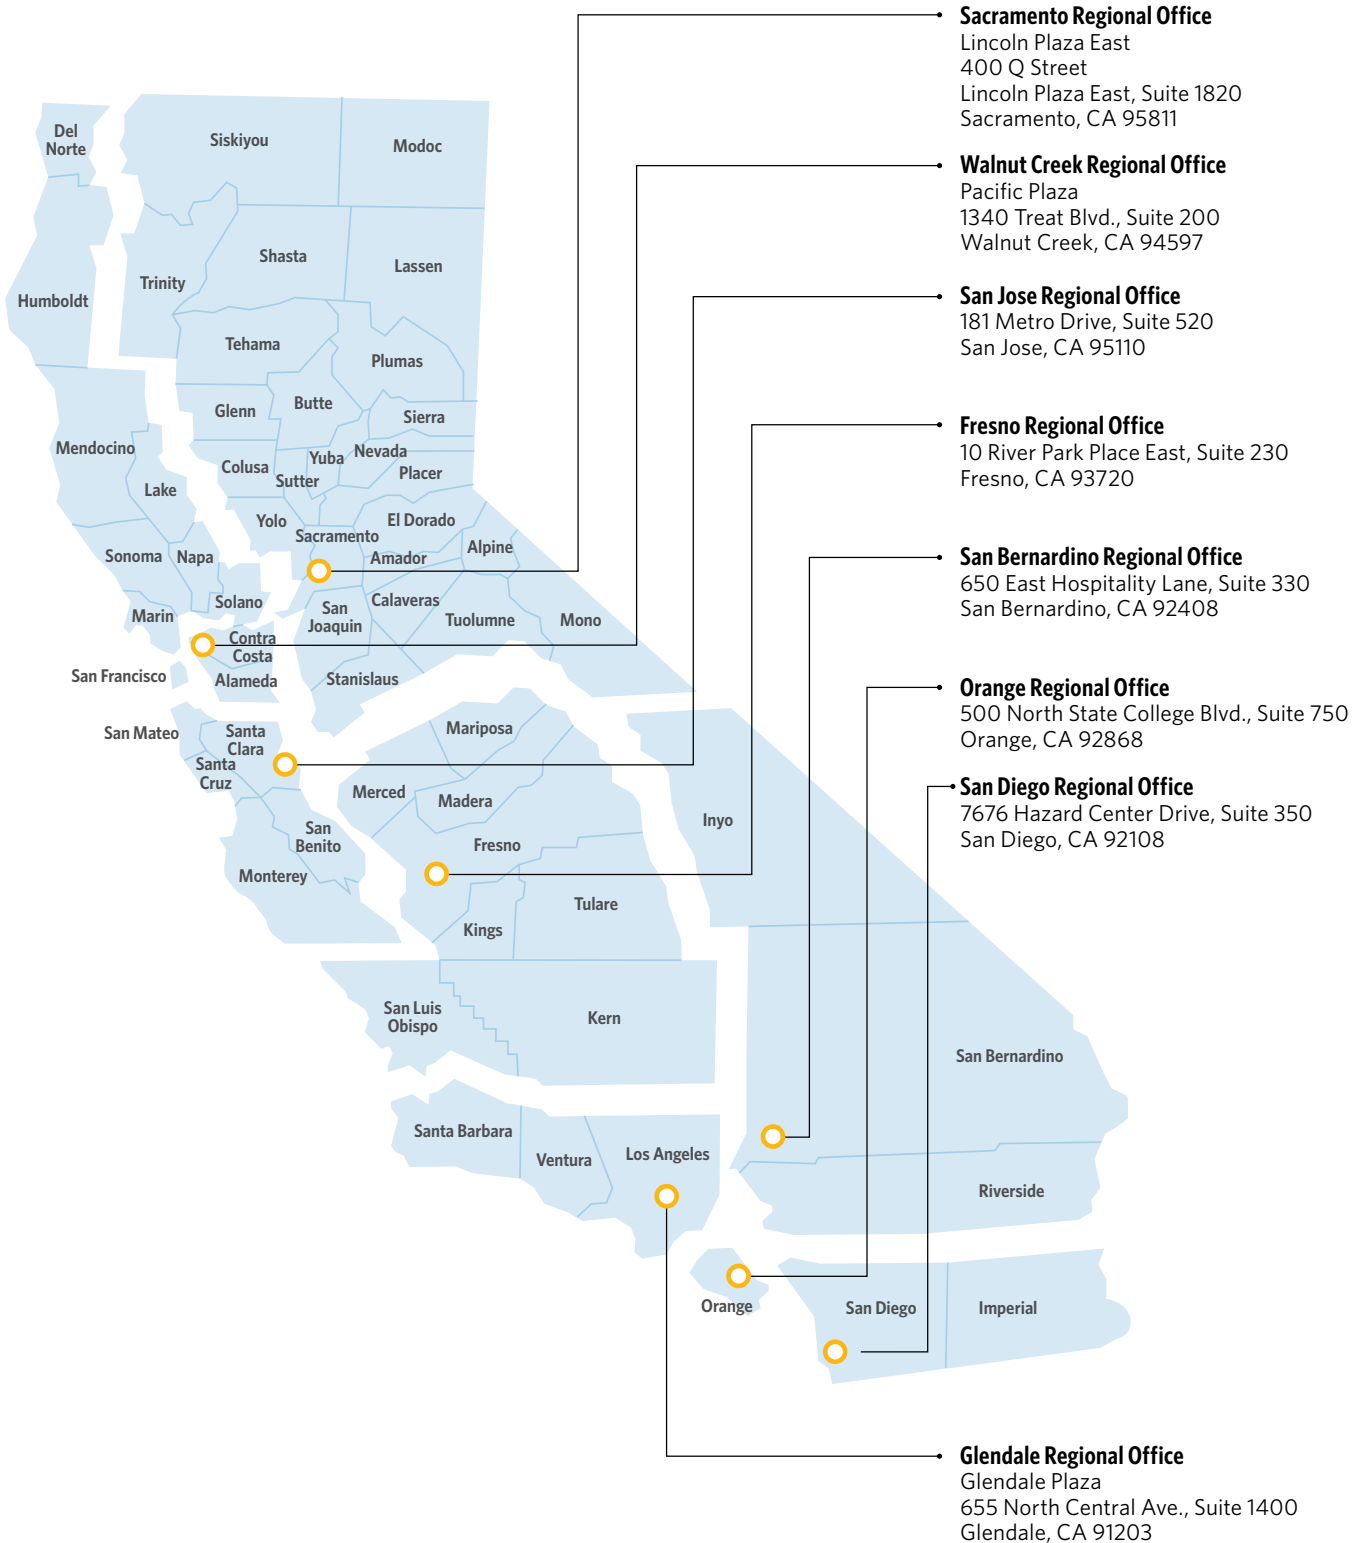 Sacramento Regional Office
Lincoln Plaza East
400 Q Street
Lincoln Plaza East, Suite 1820
Sacramento, CA 95811
Walnut Creek Regional Office
Pacific Plaza
1340 Treat Blvd., Suite 200
Walnut Creek, CA 94597
San Jose Regional Office
181 Metro Drive, Suite 520
San Jose, CA 95110
Fresno Regional Office
10 River Park Place East, Suite 230
Fresno, CA 93720
San Bernardino Regional Office
650 East Hospitality Lane, Suite 330
San Bernardino, CA 92408
Orange Regional Office
500 North State College Blvd., Suite 750
Orange, CA 92868
San Diego Regional Office
7676 Hazard Center Drive, Suite 350
San Diego, CA 92108
Glendale Regional Office
Glendale Plaza
655 North Central Ave., Suite 1400
Glendale, CA 91203
Del
Norte
Siskiyou
Modoc
Humboldt
Trinity
Shasta
Lassen
Tehama
Plumas
Glenn
Butte
Sierra
Mendocino
Colusa
Yuba
Nevada
Sutter
Placer
Lake
Yolo
El Dorado
Sacramento
Sonoma
Napa
Amador
Alpine
Solano
Calaveras
Marin
San
Joaquin
Tuolumne
Mono
Contra
Costa
San Francisco
Alameda
Stanislaus
San Mateo
Santa
Clara
Santa
Cruz
Mariposa
Merced
Madera
Inyo
San
Benito
Fresno
Monterey
Tulare
Kings
San Luis
Obispo
Kern
San Bernardino
Santa Barbara
Ventura
Los Angeles
Riverside
Orange
San Diego
Imperial